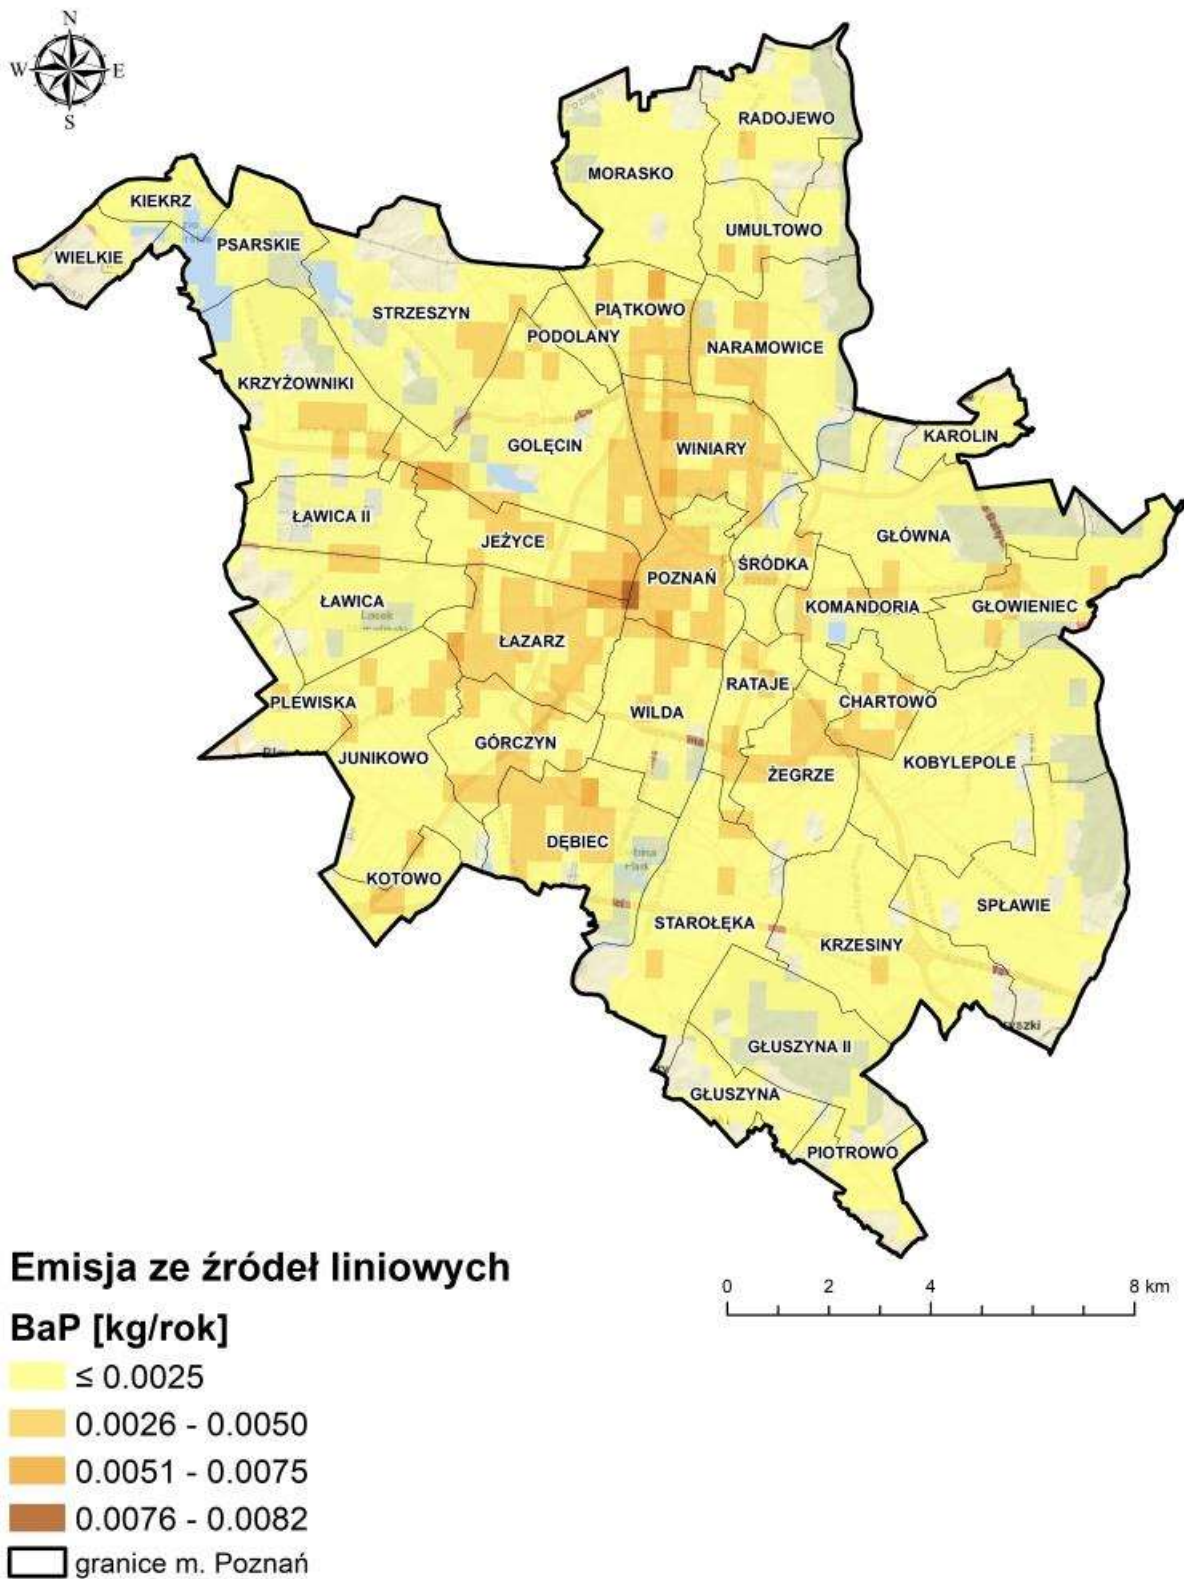 N
W E
S
RADOJEWO
MORASKO
KIEKRZ
UMULTOWO
PSARSKIE
WIELKIE
PIĄTKOWO
STRZESZYN
PODOLANY
NARAMOWICE
KRZYŻOWNIKI
KAROLIN
GOLĘCIN
WINIARY
ŁAWICA II
GŁÓWNA
JEŻYCE
ŚRÓDKA
POZNAŃ
ŁAWICA
KOMANDORIA
GŁOWIENIEC
ŁAZARZ
RATAJE
PLEWISKA
CHARTOWO
WILDA
GÓRCZYN
JUNIKOWO
KOBYLEPOLE
ŻEGRZE
DĘBIEC
KOTOWO
SPŁAWIE
STAROŁĘKA
KRZESINY
GŁUSZYNA II
GŁUSZYNA
PIOTROWO
Emisja ze źródeł liniowych
BaP [kg/rok]
≤ 0.0025
0.0026 - 0.0050
0.0051 - 0.0075
0.0076 - 0.0082
granice m. Poznań
0 2 4 8 km